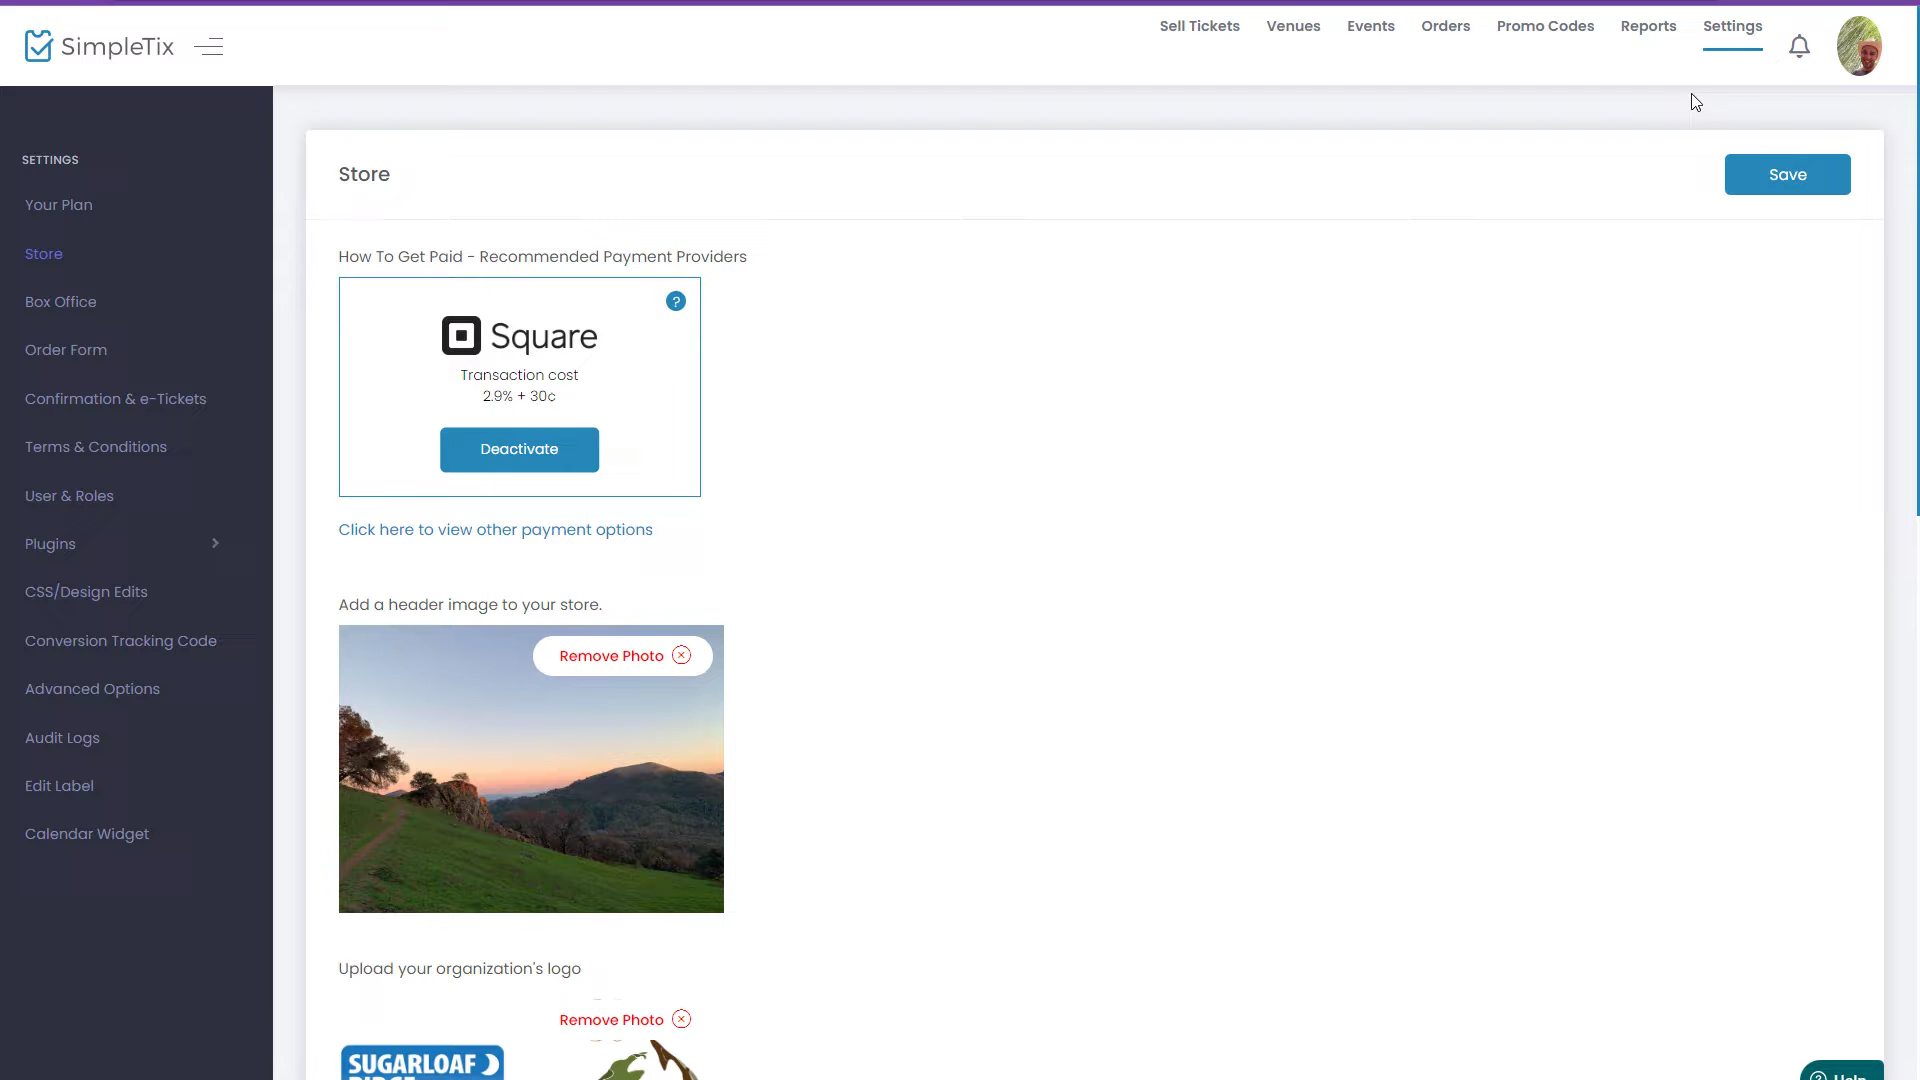 SimpleTix
Sell Tickets
Venues
Events
Orders
Promo Codes
Reports
Settings
SETTINGS
Your Plan
Store
Box Office
Order Form
Confirmation & e-Tickets
Terms & Conditions
User & Roles
Plugins
CSS/Design Edits
Conversion Tracking Code
Advanced Options
Audit Logs
Edit Label
Calendar Widget
Store
Save
How To Get Paid - Recommended Payment Providers
?
Square
Transaction cost
2.9% + 30¢
Deactivate
Click here to view other payment options
Add a header image to your store.
Remove Photo
Upload your organization's logo
Remove Photo
SUGARLOAF
RIDGE
Help